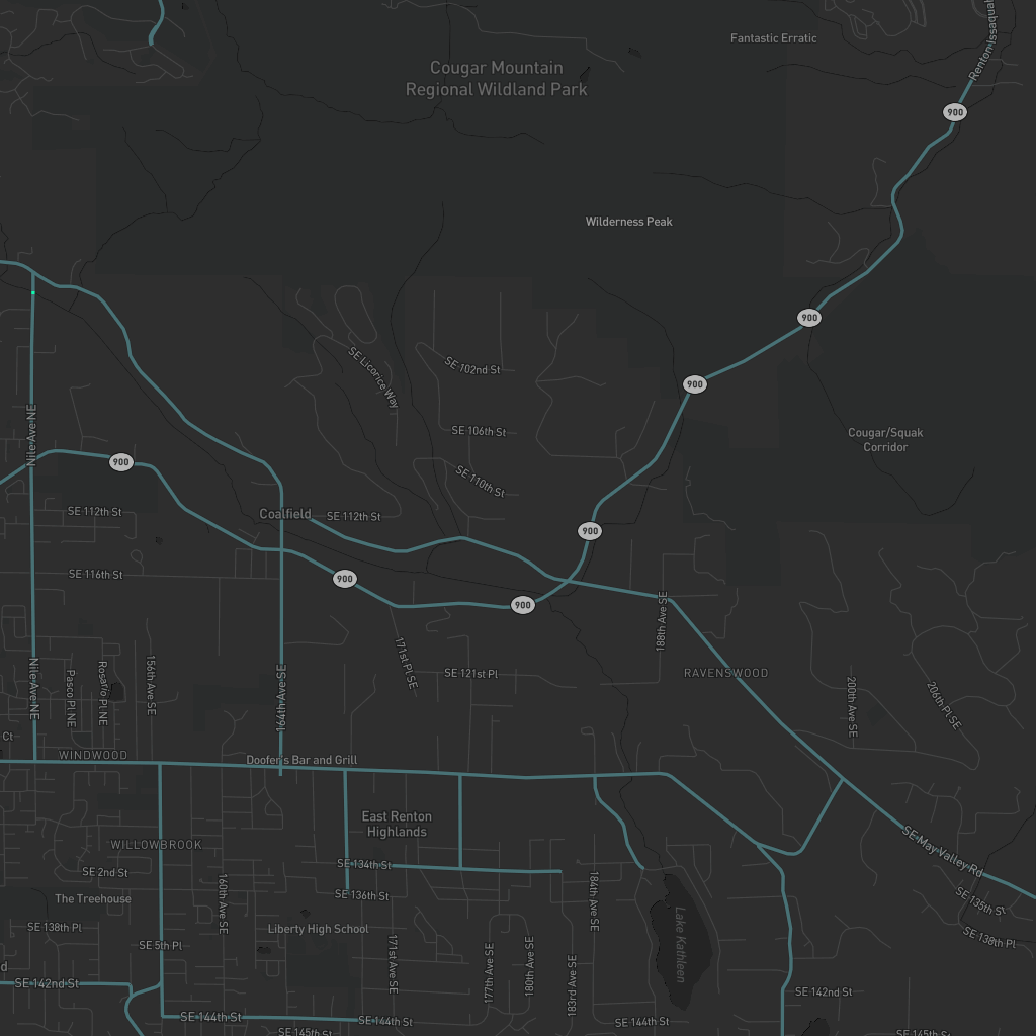 Renton Issaquah
Fantastic Erratic
Cougar Mountain
Regional Wildland Park
900
Wilderness Peak
900
SE Licorice Way
SE 102nd St
900
Nile Ave NE
SE 106th St
Cougar/Squak
Corridor
900
SE 110th St
SE 112th St
Coalfield
SE 112th St
900
SE 116th St
900
900
188th Ave SE
171st Pl SE
SE 121st Pl
RAVENSWOOD
Nile Ave NE
Pasco Pl NE
Rosario Pl NE
156th Ave SE
164th Ave SE
200th Ave SE
206th Pl SE
Ct
WINDWOOD
Doofer's Bar and Grill
East Renton
Highlands
WILLOWBROOK
SE May Valley Rd
SE 134th St
SE 2nd St
SE 136th St
The Treehouse
160th Ave SE
184th Ave SE
SE 135th St
SE 138th Pl
Liberty High School
SE 138th Pl
SE 5th Pl
171st Ave SE
177th Ave SE
180th Ave SE
183rd Ave SE
Lake Kathleen
d
SE 142nd St
SE 142nd St
SE 144th St
SE 144th St
SE 144th St
SE 145th St
SE 145th St